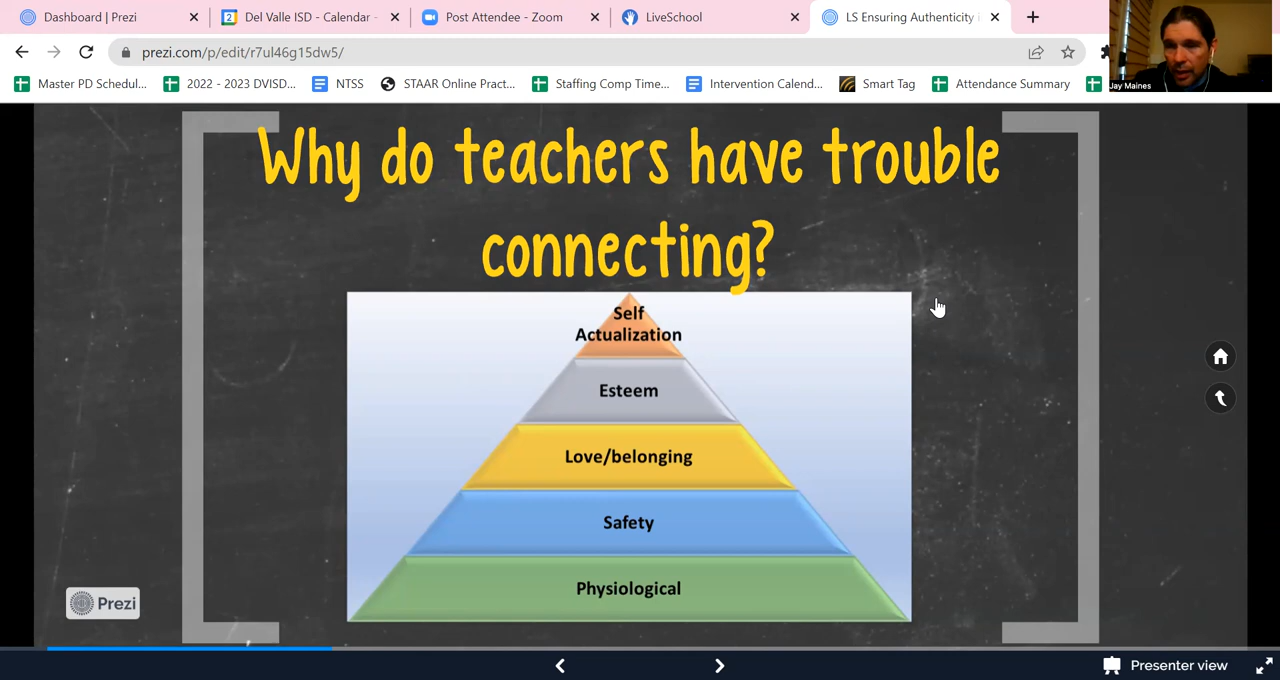 Dashboard | Prezi
2
Del Valle ISD - Calendar -
Post Attendee - Zoom
LiveSchool
LS Ensuring Authenticity i
prezi.com/p/edit/r7ul46g15dw5/
Master PD Schedul...
2022 - 2023 DVISD...
NTSS
STAAR Online Pract...
Staffing Comp Time...
Intervention Calend...
Smart Tag
Attendance Summary
Jay Maines
Why do teachers have trouble
connecting?
Self
Actualization
Esteem
Love/belonging
Safety
Physiological
Prezi
Presenter view